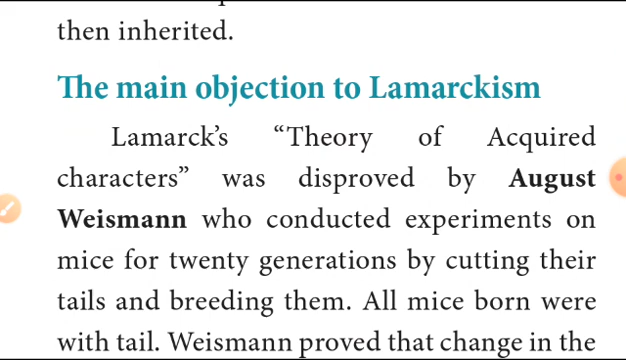 then inherited.
The main objection to Lamarckism
Lamarck’s “Theory of Acquired
characters” was disproved by August
Weismann who conducted experiments on
mice for twenty generations by cutting their
tails and breeding them. All mice born were
with tail. Weismann proved that change in the